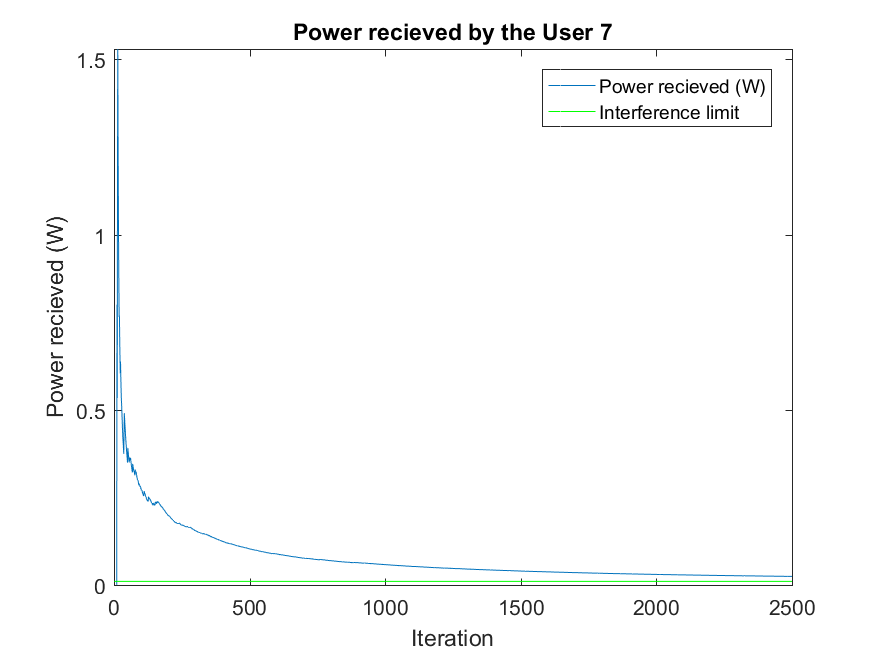 Power recieved by the User 7
Power recieved (W)
Interference limit
1.5
1
0.5
0
Power recieved (W)
0
500
1000
1500
2000
2500
Iteration